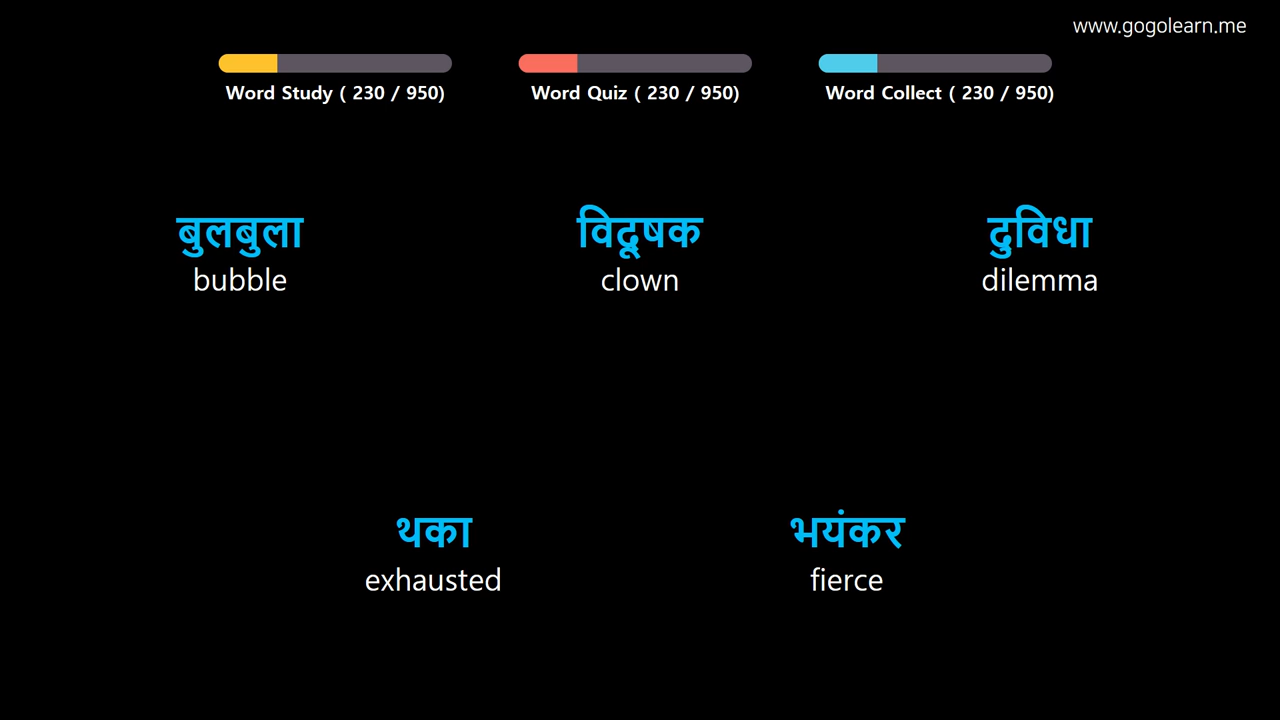 www.gogolearn.me
Word Study ( 230 / 950)
Word Quiz ( 230 / 950)
Word Collect ( 230 / 950)
बुलबुला
bubble
विदूषक
clown
दुविधा
dilemma
थका
exhausted
भयंकर
fierce